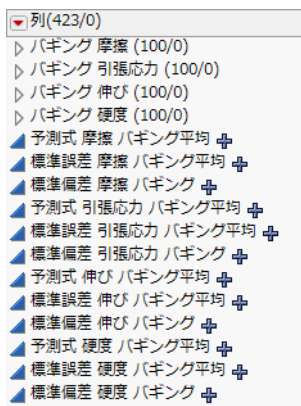 列(423/0)
バギング 摩擦 (100/0)
バギング 引張応力 (100/0)
バギング 伸び (100/0)
バギング 硬度 (100/0)
予測式 摩擦 バギング平均
標準誤差 摩擦 バギング平均
標準偏差 摩擦 バギング
予測式 引張応力 バギング平均
標準誤差 引張応力 バギング平均
標準偏差 引張応力 バギング
予測式 伸び バギング平均
標準誤差 伸び バギング平均
標準偏差 伸び バギング
予測式 硬度 バギング平均
標準誤差 硬度 バギング平均
標準偏差 硬度 バギング